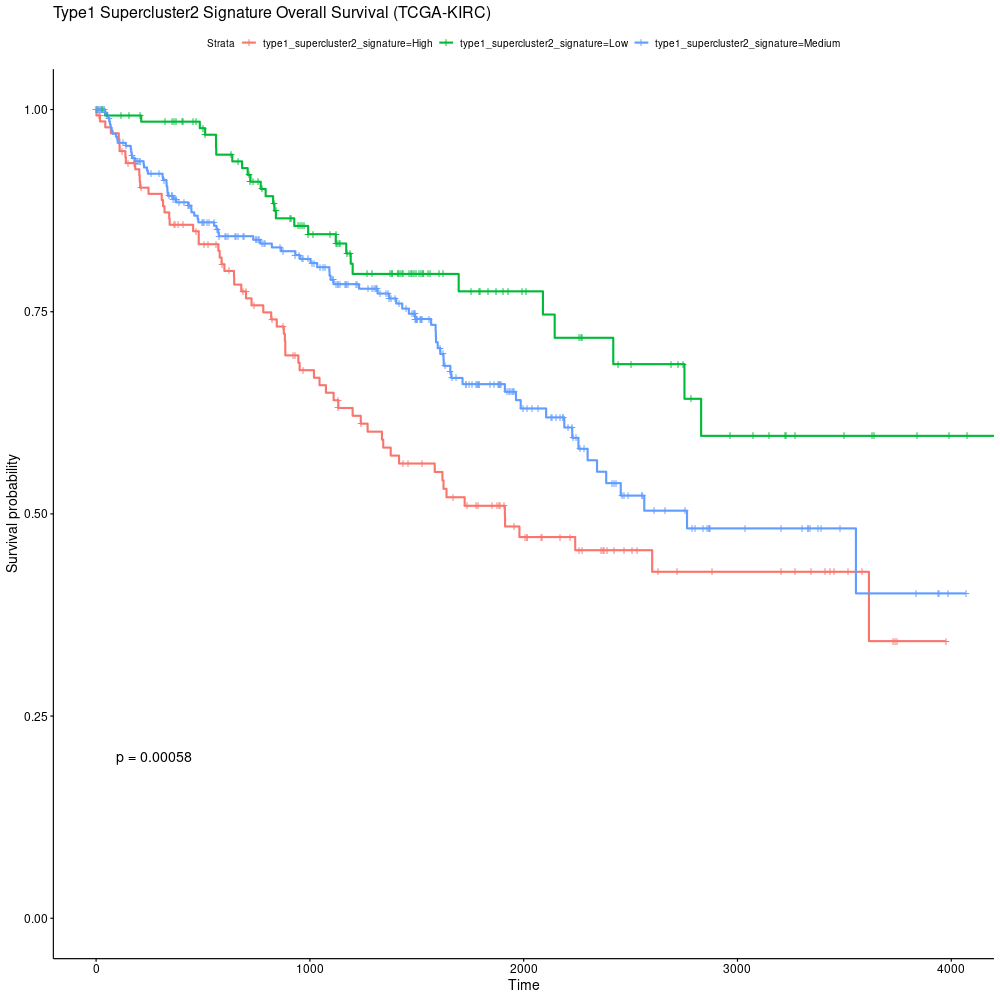 Type1 Supercluster2 Signature Overall Survival (TCGA-KIRC)
Strata type1_supercluster2_signature=High type1_supercluster2_signature=Low type1_supercluster2_signature=Medium
1.00
0.75
0.50
0.25
0.00
Survival probability
p = 0.00058
0 1000 2000 3000 4000
Time